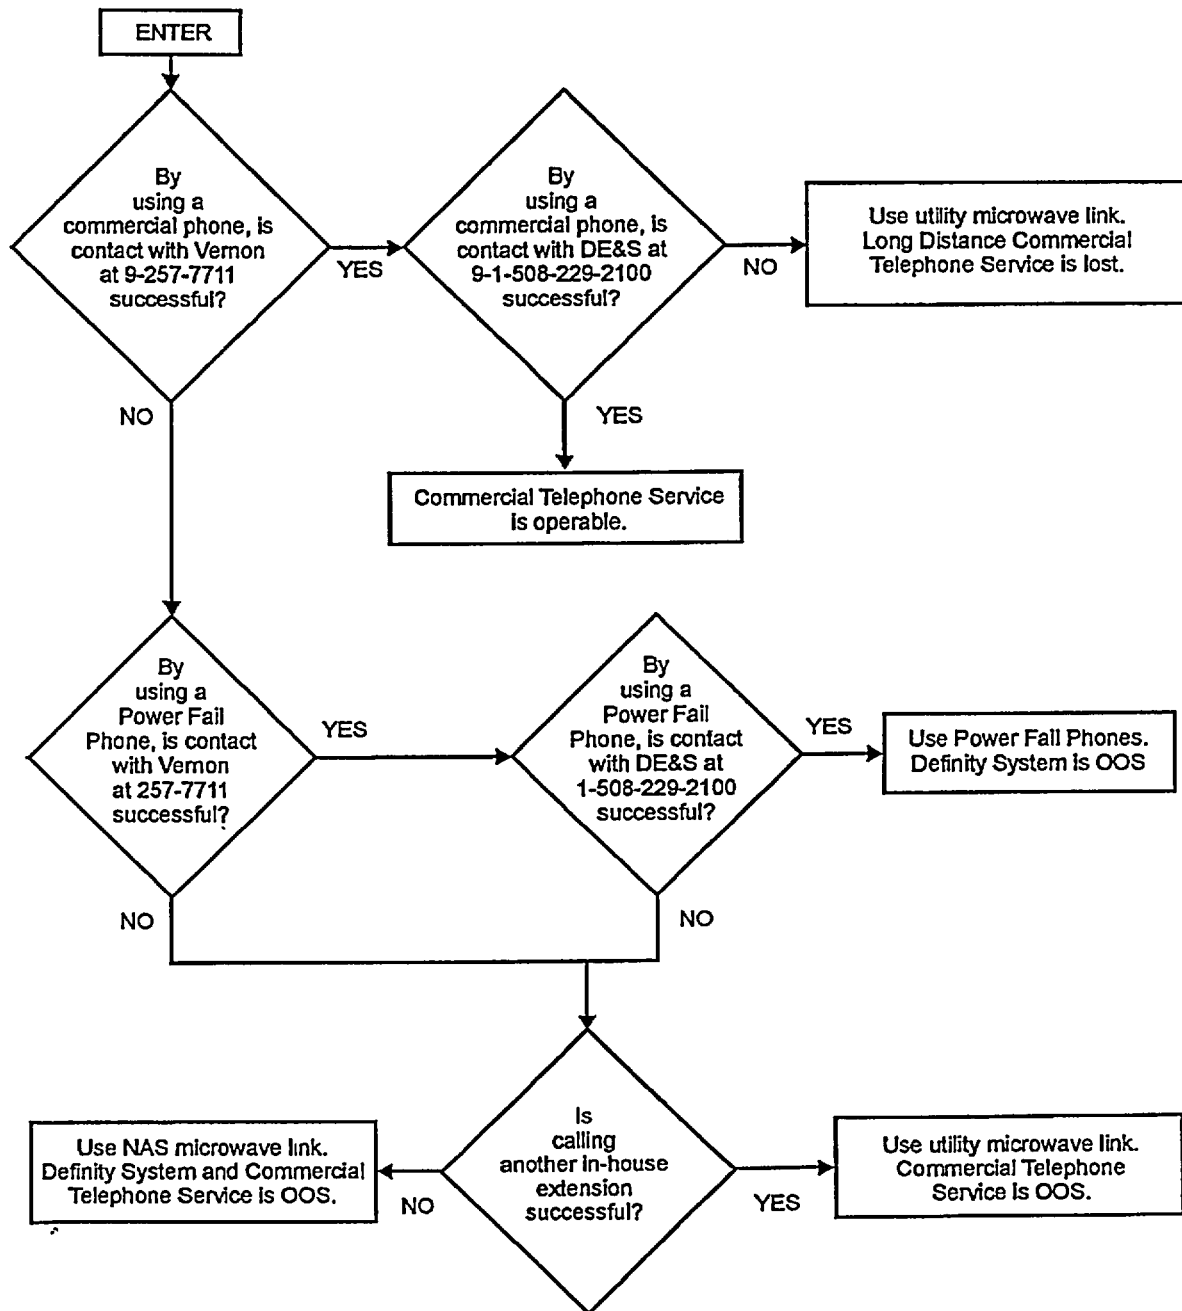 ENTER
By
using a
commercial phone, is
contact with Vernon
at 9-257-7711
successful?
YES
By
using a
commercial phone, is
contact with DE&S at
9-1-508-229-2100
successful?
NO
Use utility microwave link.
Long Distance Commercial
Telephone Service is lost.
NO
YES
Commercial Telephone Service
is operable.
By
using a
Power Fail
Phone, is contact
with Vernon
at 257-7711
successful?
YES
By
using a
Power Fail
Phone, is contact
with DE&S at
1-508-229-2100
successful?
YES
Use Power Fail Phones.
Definity System is OOS
NO
NO
Use NAS microwave link.
Definity System and Commercial
Telephone Service is OOS.
NO
Is
calling
another in-house
extension
successful?
YES
Use utility microwave link.
Commercial Telephone
Service is OOS.